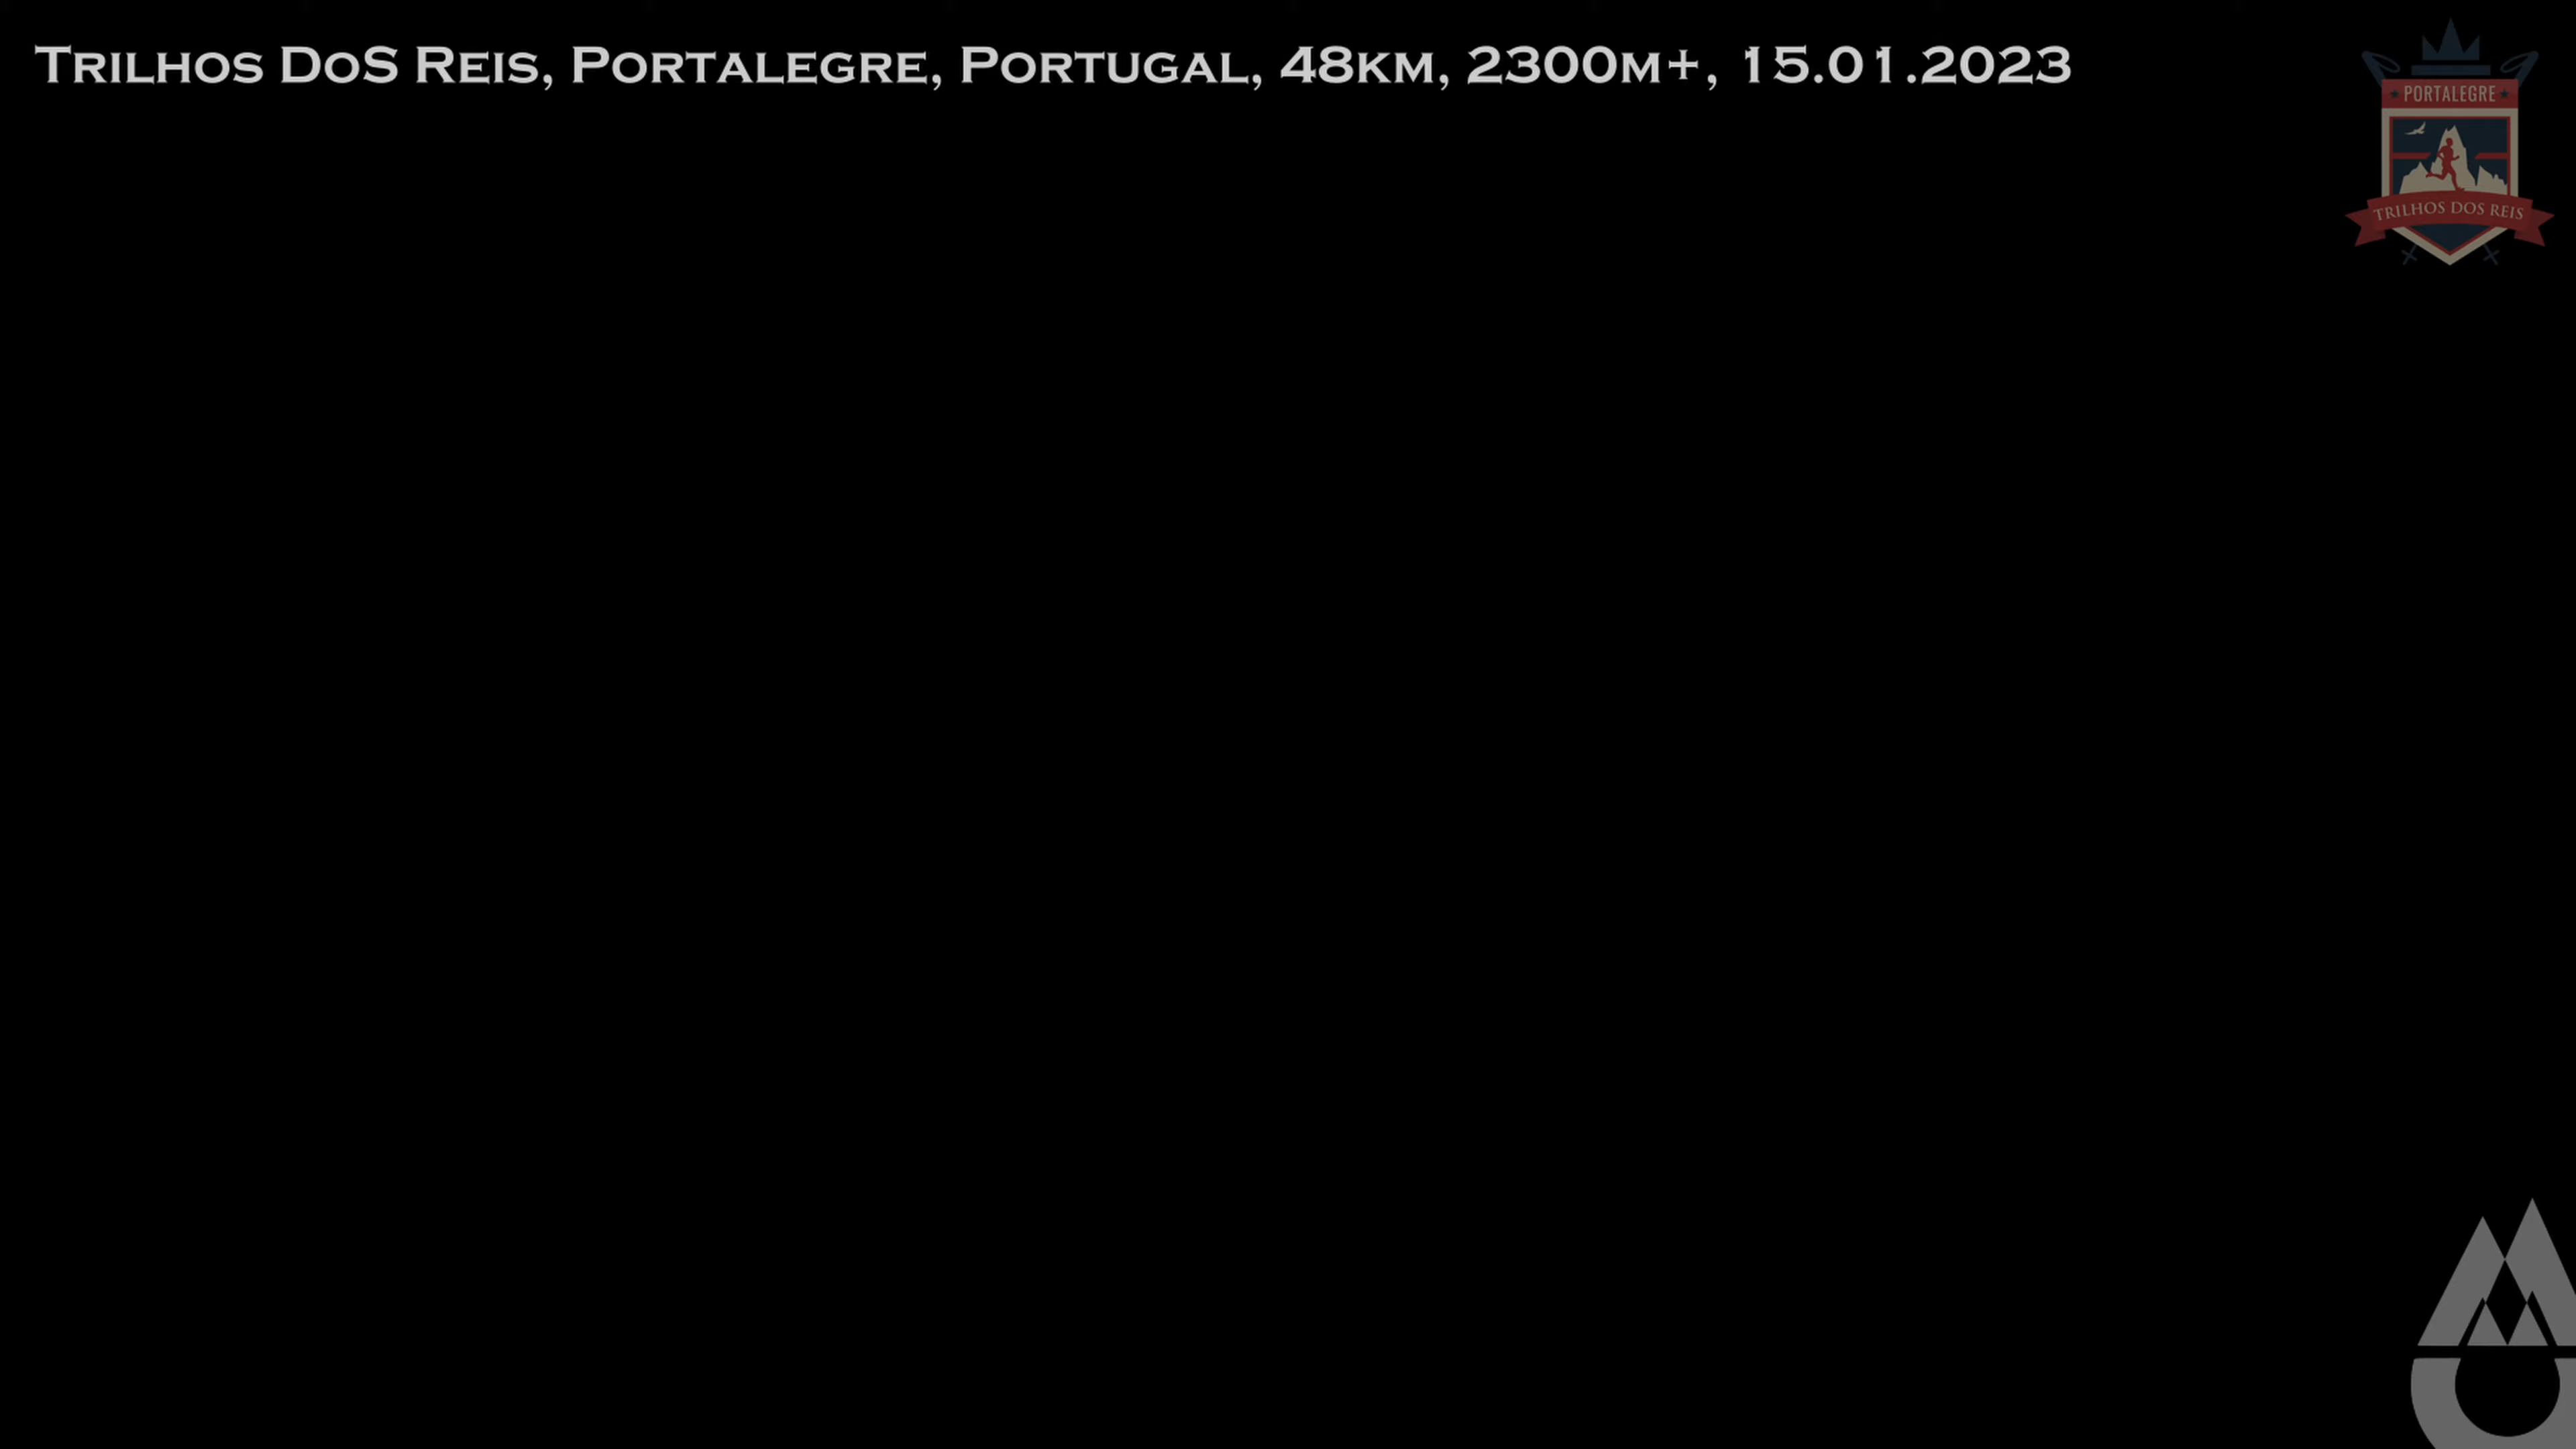 Trilhos DoS Reis, Portalegre, Portugal, 48km, 2300m+, 15.01.2023
PORTALEGRE
TRILHOS DOS REIS